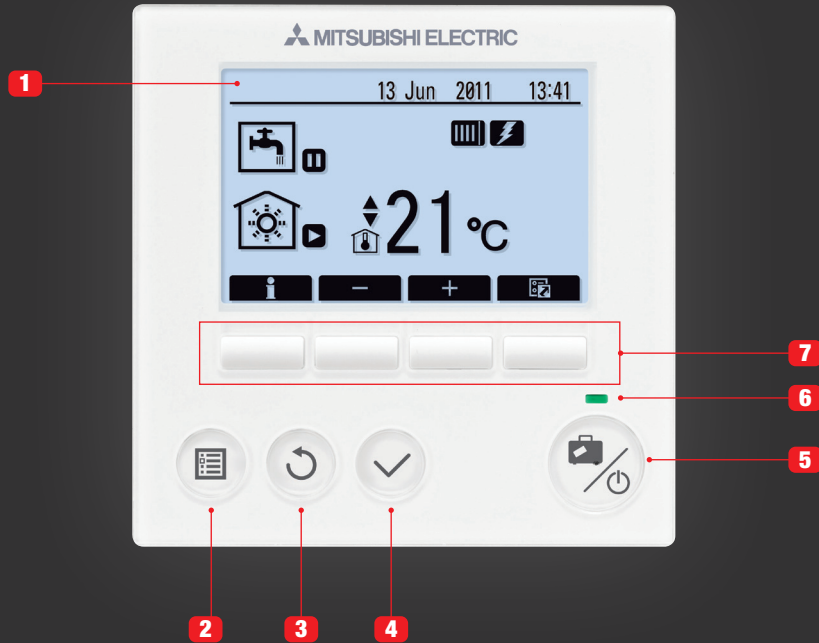 MITSUBISHI ELECTRIC
1
13 Jun 2011 13:41
21 °C
i − +
7
6
5
2 3 4